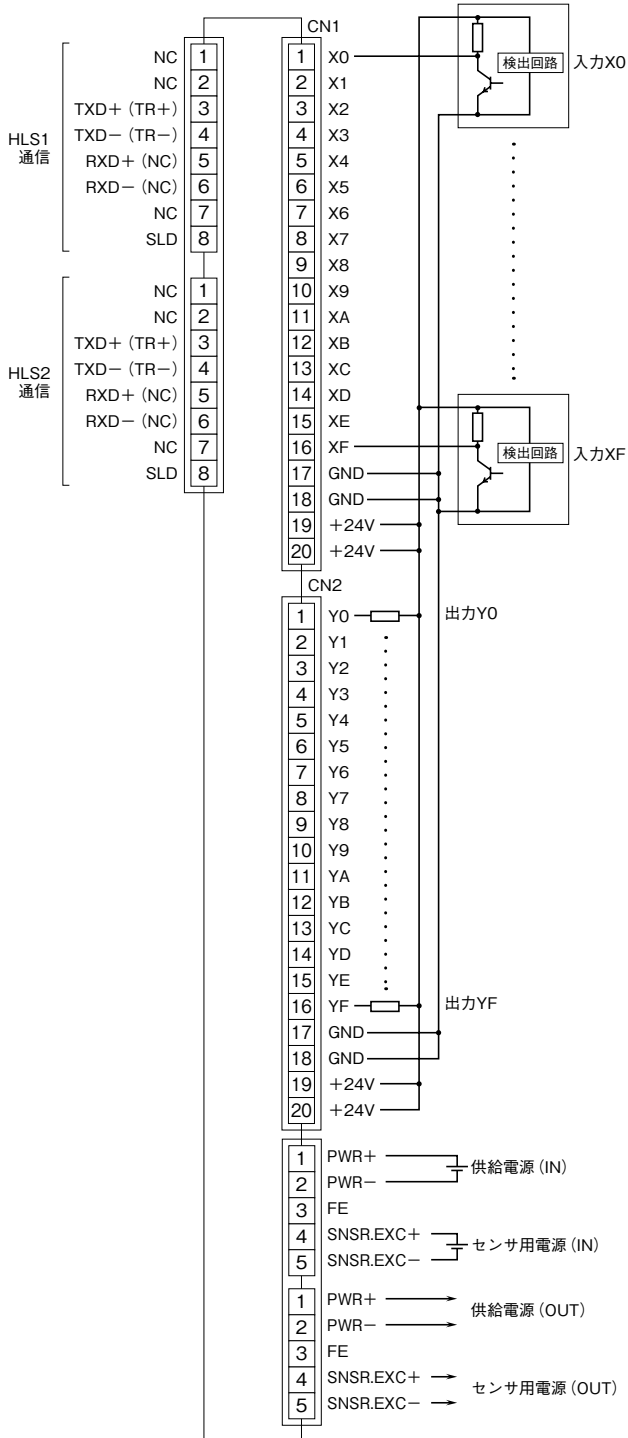 HLS1
通信
NC 1
NC 2
TXD+ (TR+) 3
TXD− (TR−) 4
RXD+ (NC) 5
RXD− (NC) 6
NC 7
SLD 8
HLS2
通信
NC 1
NC 2
TXD+ (TR+) 3
TXD− (TR−) 4
RXD+ (NC) 5
RXD− (NC) 6
NC 7
SLD 8
CN1
1 X0
2 X1
3 X2
4 X3
5 X4
6 X5
7 X6
8 X7
9 X8
10 X9
11 XA
12 XB
13 XC
14 XD
15 XE
16 XF
17 GND
18 GND
19 +24V
20 +24V
検出回路
入力X0
検出回路
入力XF
CN2
1 Y0
2 Y1
3 Y2
4 Y3
5 Y4
6 Y5
7 Y6
8 Y7
9 Y8
10 Y9
11 YA
12 YB
13 YC
14 YD
15 YE
16 YF
17 GND
18 GND
19 +24V
20 +24V
出力Y0
出力YF
1 PWR+
2 PWR−
3 FE
4 SNSR.EXC+
5 SNSR.EXC−
供給電源 (IN)
センサ用電源 (IN)
1 PWR+
2 PWR−
3 FE
4 SNSR.EXC+
5 SNSR.EXC−
供給電源 (OUT)
センサ用電源 (OUT)